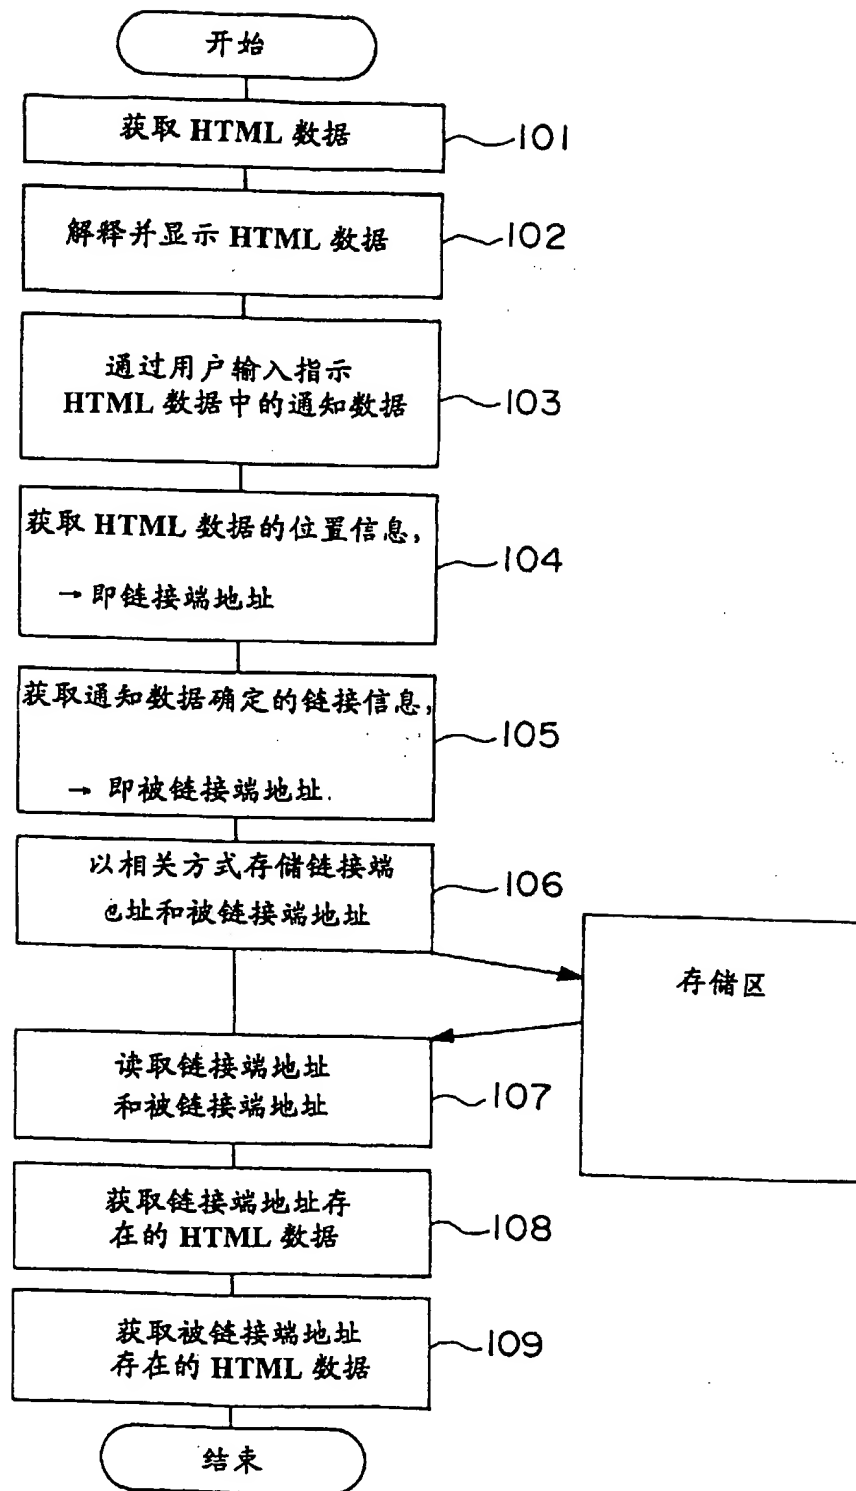 开始
获取 HTML 数据
101
解释并显示 HTML 数据
102
通过用户输入指示
HTML 数据中的通知数据
103
获取 HTML 数据的位置信息,
→ 即链接端地址
104
获取通知数据确定的链接信息,
→ 即被链接端地址.
105
以相关方式存储链接端
地址和被链接端地址
106
存储区
读取链接端地址
和被链接端地址
107
获取链接端地址存
在的 HTML 数据
108
获取被链接端地址
存在的 HTML 数据
109
结束